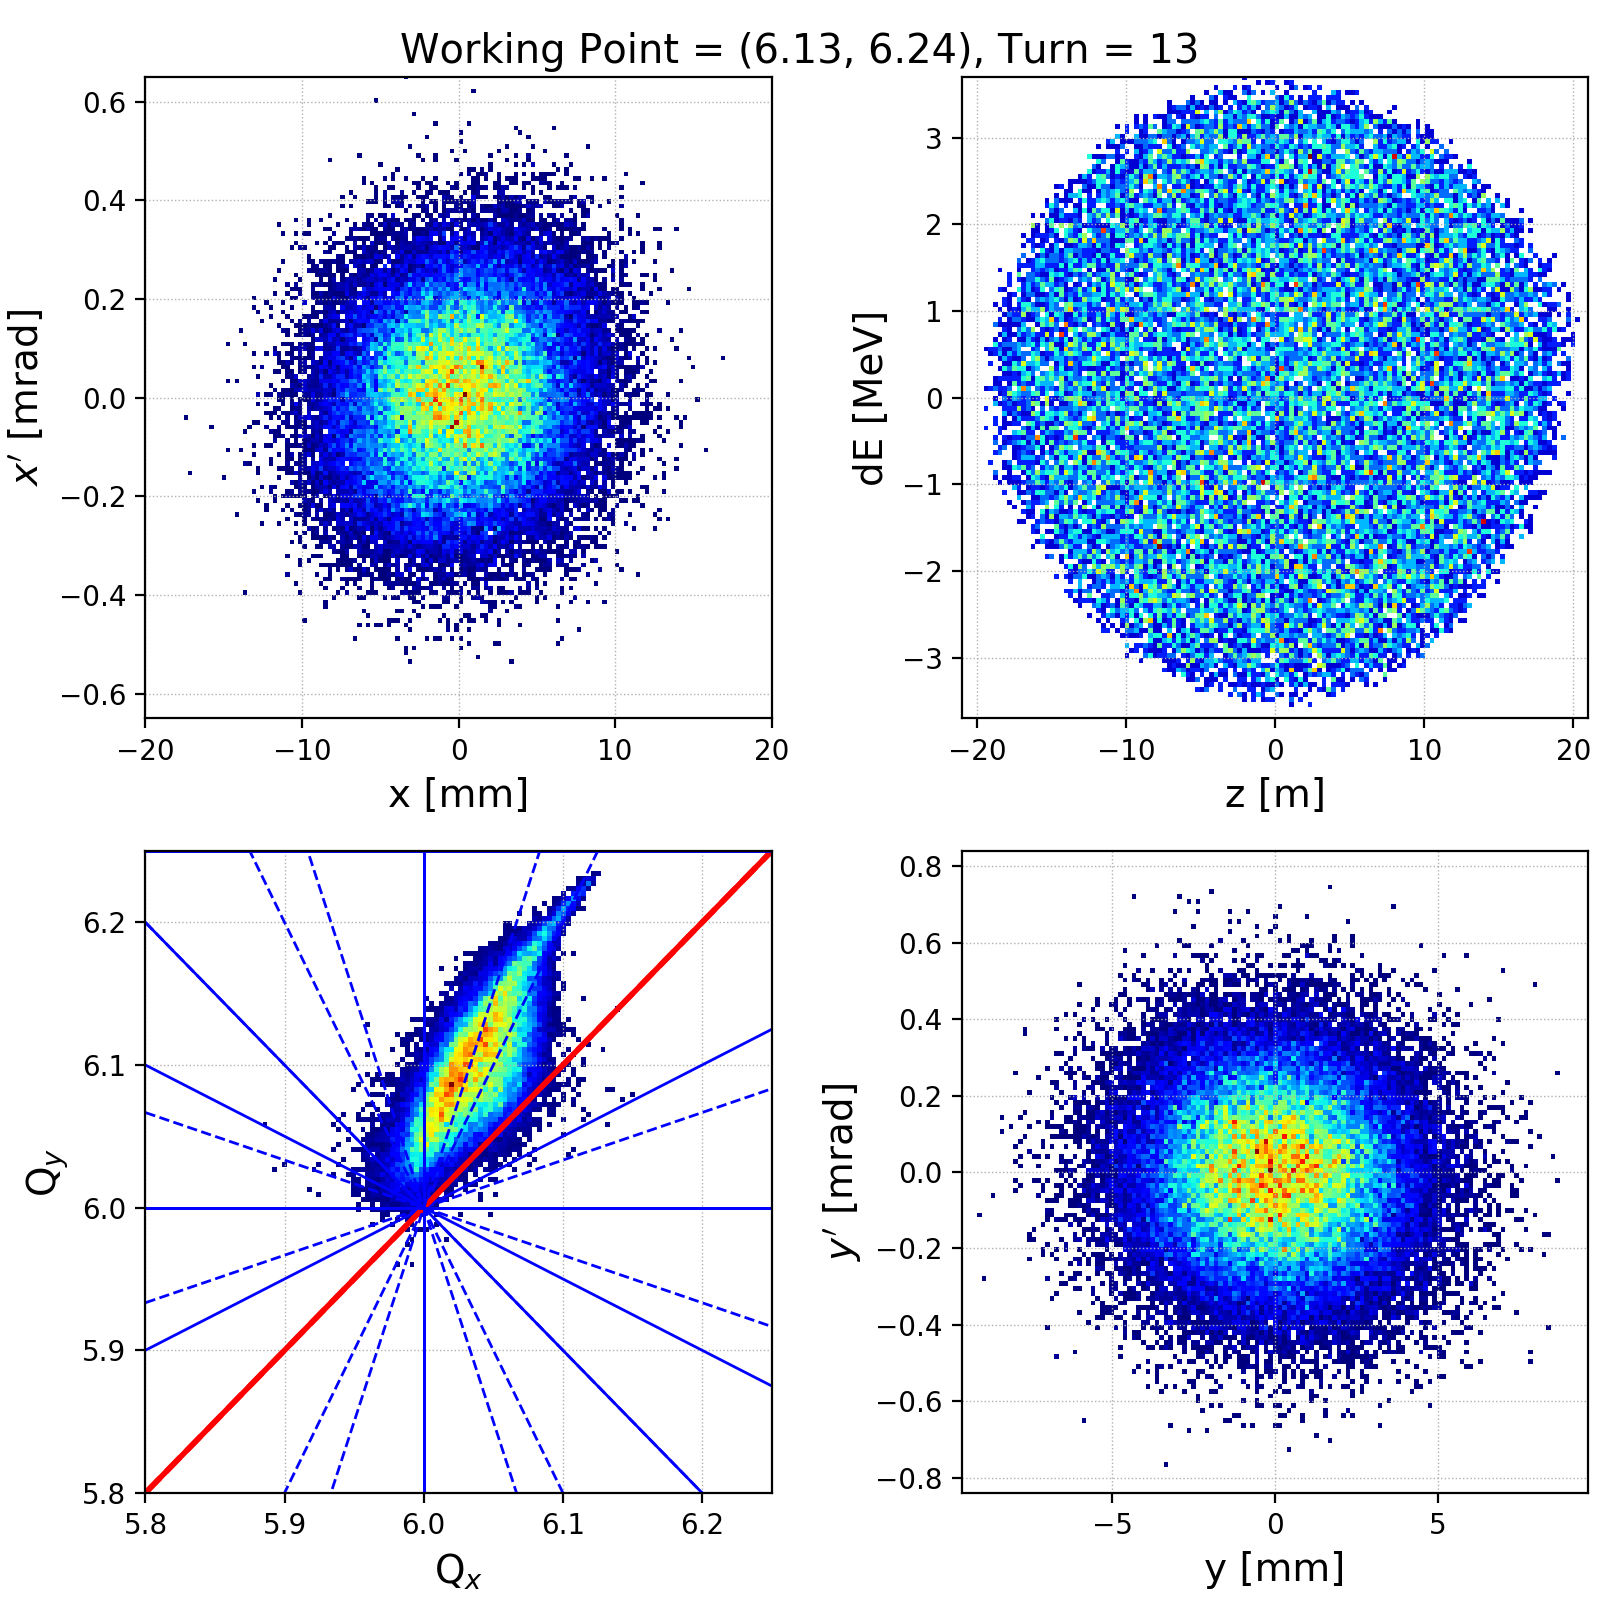 Working Point = (6.13, 6.24), Turn = 13
0.6
0.4
0.2
0.0
−0.2
−0.4
−0.6
x′ [mrad]
−20 −10 0 10 20
x [mm]
3
2
1
0
−1
−2
−3
dE [MeV]
−20 −10 0 10 20
z [m]
6.2
6.1
6.0
5.9
5.8
Qy
5.8 5.9 6.0 6.1 6.2
Qx
0.8
0.6
0.4
0.2
0.0
−0.2
−0.4
−0.6
−0.8
y′ [mrad]
−5 0 5
y [mm]